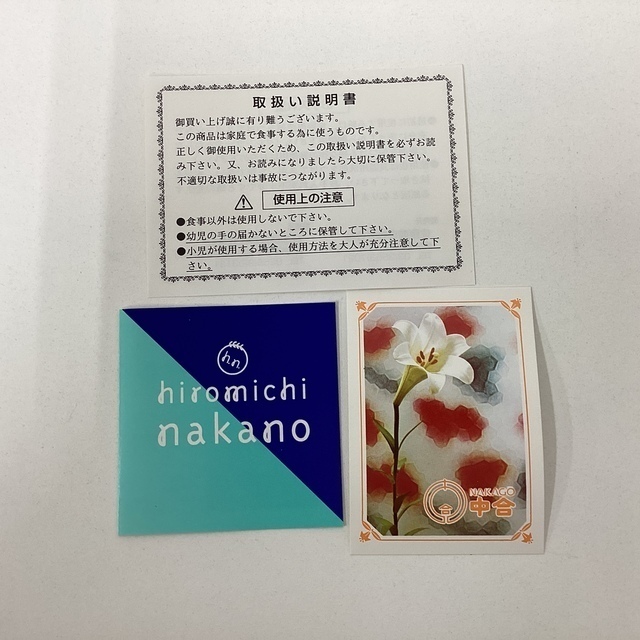 取扱い説明書
御買い上げ誠に有り難うございます。
この商品は家庭で食事する為に使うものです。
正しく御使用いただくため、この取扱い説明書を必ずお読
み下さい。又、お読みになりましたら大切に保管下さい。
不適切な取扱いは事故につながります。
使用上の注意
●食事以外は使用しないで下さい。
●幼児の手の届かないところに保管して下さい。
●小児が使用する場合、使用方法を大人が充分注意して下
さい。
hn
hiromichi
nakano
NAKAGO
中合